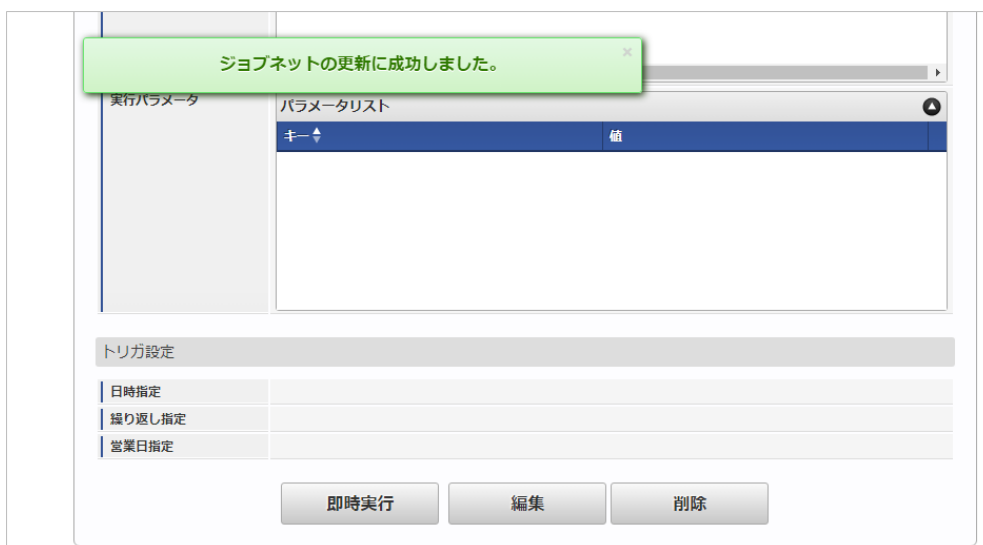 ジョブネットの更新に成功しました。
×
実行パラメータ
パラメータリスト
キー 値
トリガ設定
日時指定
繰り返し指定
営業日指定
即時実行 編集 削除